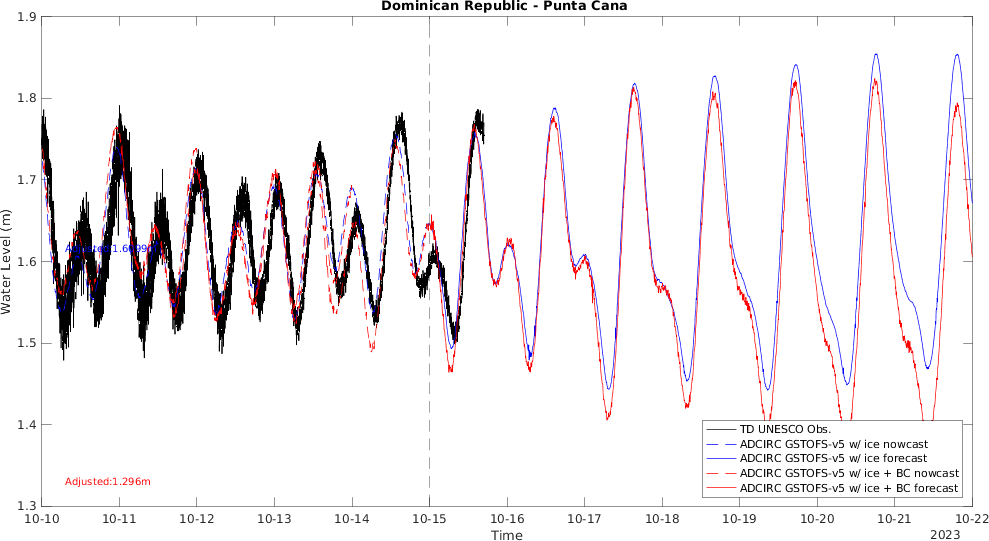 Dominican Republic - Punta Cana
Water Level (m)
1.9
1.8
1.7
1.6
1.5
1.4
1.3
Adjusted:1.296m
TD UNESCO Obs.
ADCIRC GSTOFS-v5 w/ ice nowcast
ADCIRC GSTOFS-v5 w/ ice forecast
ADCIRC GSTOFS-v5 w/ ice + BC nowcast
ADCIRC GSTOFS-v5 w/ ice + BC forecast
10-10 10-11 10-12 10-13 10-14 10-15 10-16 10-17 10-18 10-19 10-20 10-21 10-22
Time
2023